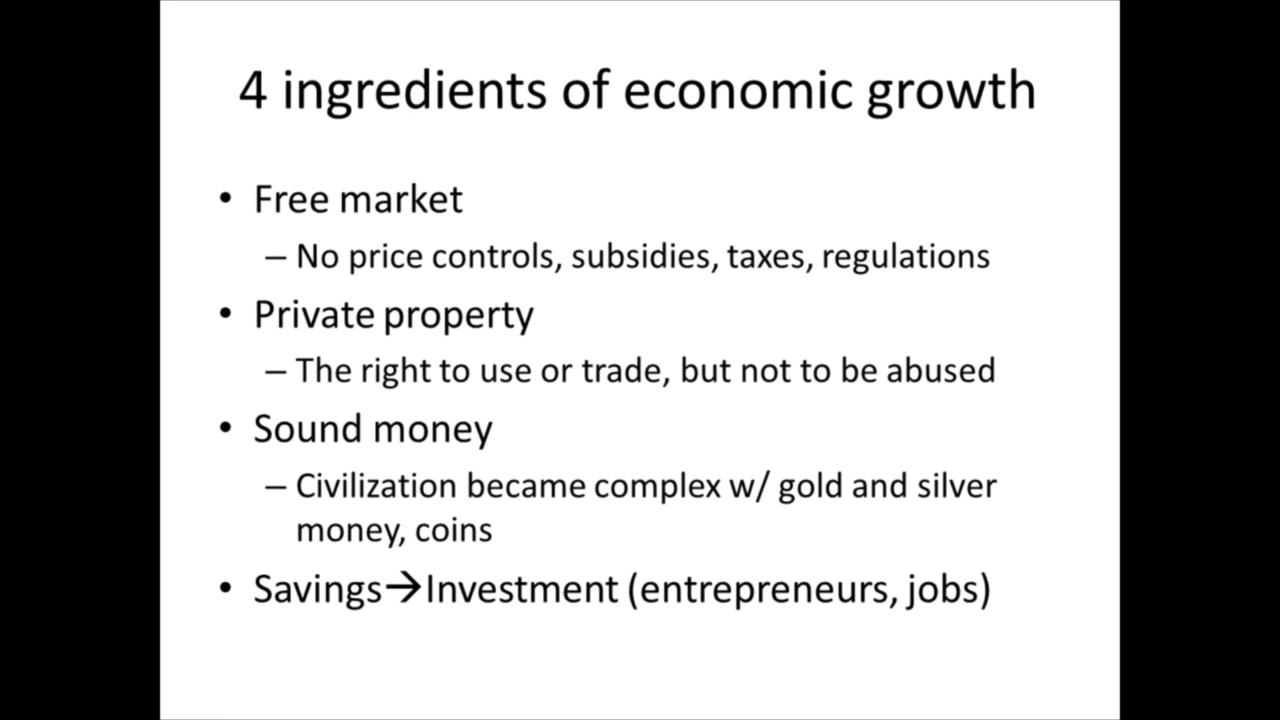 4 ingredients of economic growth
• Free market
– No price controls, subsidies, taxes, regulations
• Private property
– The right to use or trade, but not to be abused
• Sound money
– Civilization became complex w/ gold and silver
money, coins
• Savings→Investment (entrepreneurs, jobs)